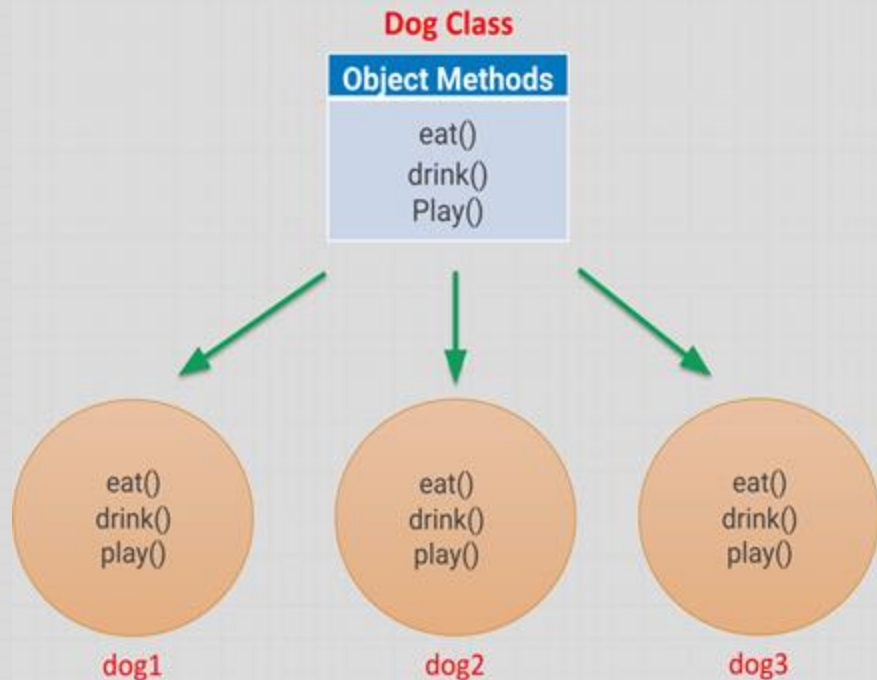 Dog Class
Object Methods
eat()
drink()
Play()
eat()
drink()
play()
dog1
eat()
drink()
play()
dog2
eat()
drink()
play()
dog3